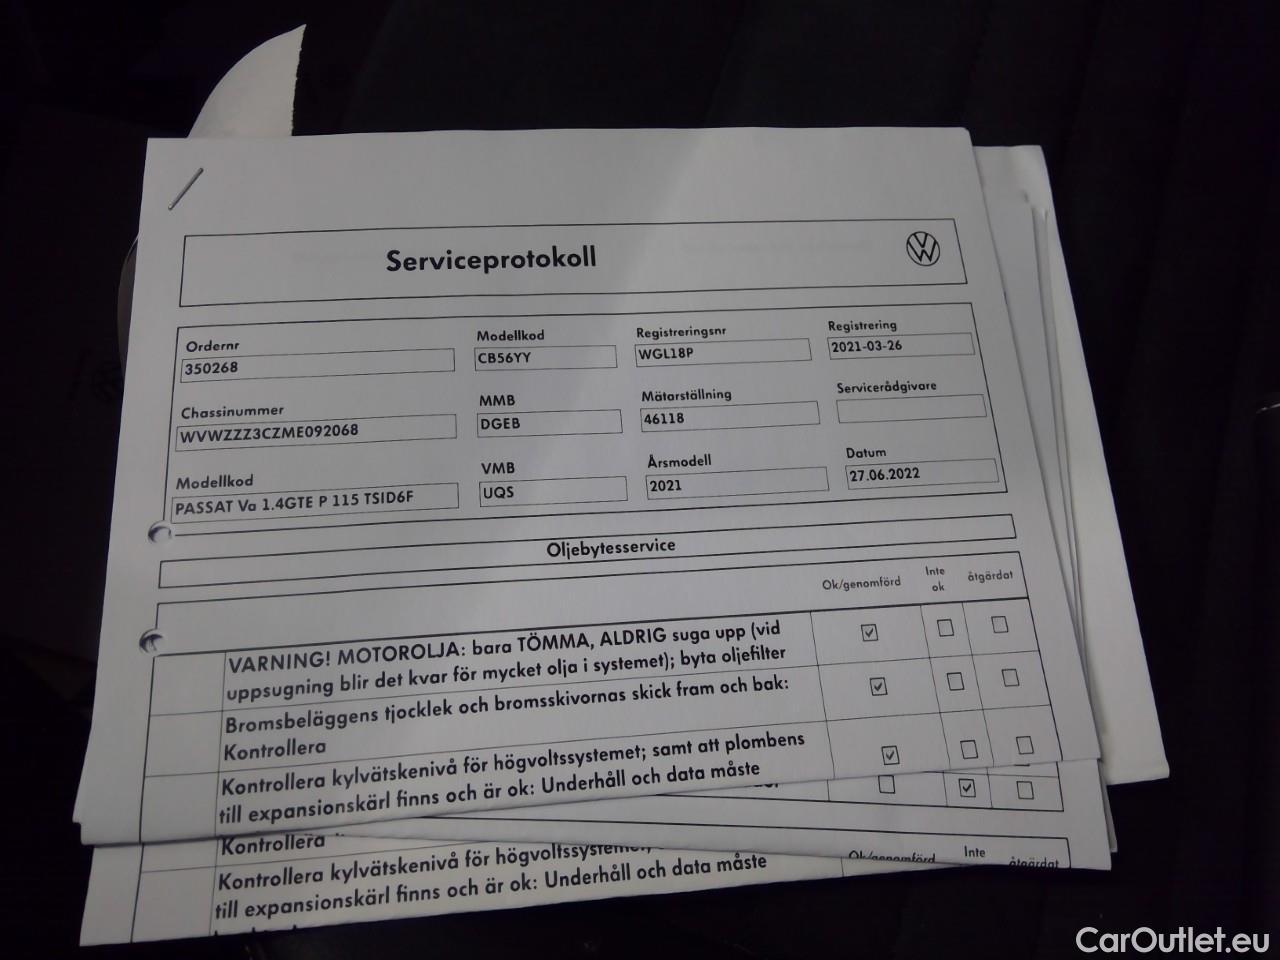 Serviceprotokoll
Ordernr
350268
Modellkod
CB56YY
Registreringsnr
WGL18P
Registrering
2021-03-26
Chassinummer
WVWZZZ3CZME092068
MMB
DGEB
Mätarställning
46118
Servicerådgivare
Modellkod
PASSAT Va 1.4GTE P 115 TSID6F
VMB
UQS
Årsmodell
2021
Datum
27.06.2022
Oljebytesservice
Ok/genomförd
Inte
ok
åtgärdat
VARNING! MOTOROLJA: bara TÖMMA, ALDRIG suga upp (vid
uppsugning blir det kvar för mycket olja i systemet); byta oljefilter
Bromsbeläggens tjocklek och bromsskivornas skick fram och bak:
Kontrollera
Kontrollera kylvätskenivå för högvoltssystemet; samt att plombens
till expansionskärl finns och är ok: Underhåll och data måste
Kontrollera
Ok/genomförd
Inte
åtgärdat
Kontrollera kylvätskenivå för högvoltssystemet,
till expansionskärl finns och är ok: Underhåll och data måste
CarOutlet.eu